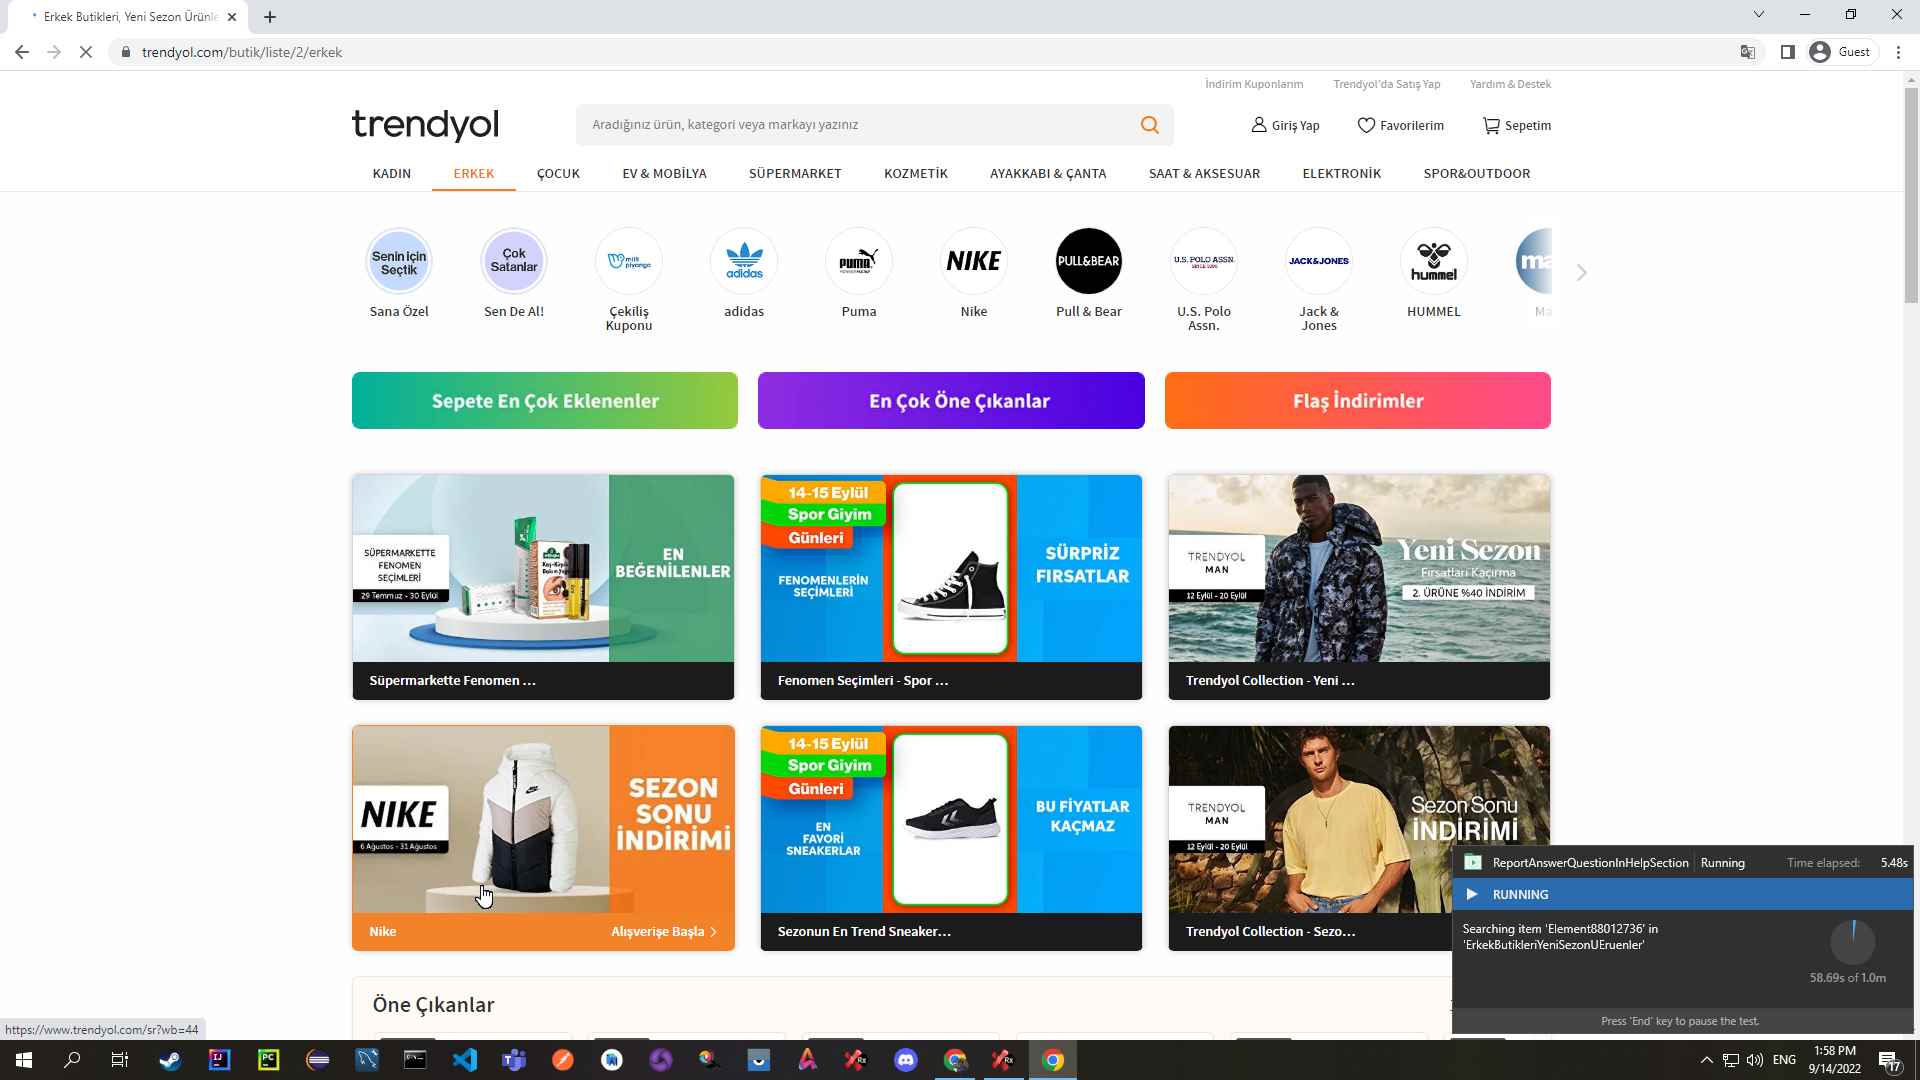 Erkek Butikleri, Yeni Sezon Ürünle
trendyol.com/butik/liste/2/erkek
Guest
İndirim Kuponlarım
Trendyol'da Satış Yap
Yardım & Destek
trendyol
Aradığınız ürün, kategori veya markayı yazınız
Giriş Yap
Favorilerim
Sepetim
KADIN
ERKEK
ÇOCUK
EV & MOBİLYA
SÜPERMARKET
KOZMETİK
AYAKKABI & ÇANTA
SAAT & AKSESUAR
ELEKTRONİK
SPOR&OUTDOOR
Senin için
Seçtik
Sana Özel
Çok
Satanlar
Sen De Al!
milli
piyango
Çekiliş
Kuponu
adidas
adidas
PUMA
Puma
NIKE
Nike
PULL&BEAR
Pull & Bear
U.S. POLO ASSN.
SINCE 1890
U.S. Polo
Assn.
JACK&JONES
Jack &
Jones
hummel
HUMMEL
ma
Ma
Sepete En Çok Eklenenler
En Çok Öne Çıkanlar
Flaş İndirimler
SÜPERMARKETTE
FENOMEN
SEÇİMLERİ
29 Temmuz - 30 Eylül
EN
BEĞENİLENLER
Süpermarkette Fenomen ...
14-15 Eylül
Spor Giyim
Günleri
FENOMENLERİN
SEÇİMLERİ
SÜRPRİZ
FIRSATLAR
Fenomen Seçimleri - Spor ...
TRENDYOL
MAN
12 Eylül - 20 Eylül
Yeni Sezon
Fırsatları Kaçırma
2. ÜRÜNE %40 İNDİRİM
Trendyol Collection - Yeni ...
NIKE
6 Ağustos - 31 Ağustos
SEZON
SONU
İNDİRİMİ
Nike
Alışverişe Başla
14-15 Eylül
Spor Giyim
Günleri
EN
FAVORİ
SNEAKERLAR
BU FİYATLAR
KAÇMAZ
Sezonun En Trend Sneaker...
TRENDYOL
MAN
12 Eylül - 20 Eylül
Sezon Sonu
İNDİRİMİ
Trendyol Collection - Sezo...
Öne Çıkanlar
ReportAnswerQuestionInHelpSection
Running
Time elapsed:
5.48s
RUNNING
Searching item 'Element88012736' in
'ErkekButikleriYeniSezonUEruenler'
58.69s of 1.0m
Press 'End' key to pause the test.
https://www.trendyol.com/sr?wb=44
ENG
1:58 PM
9/14/2022
17